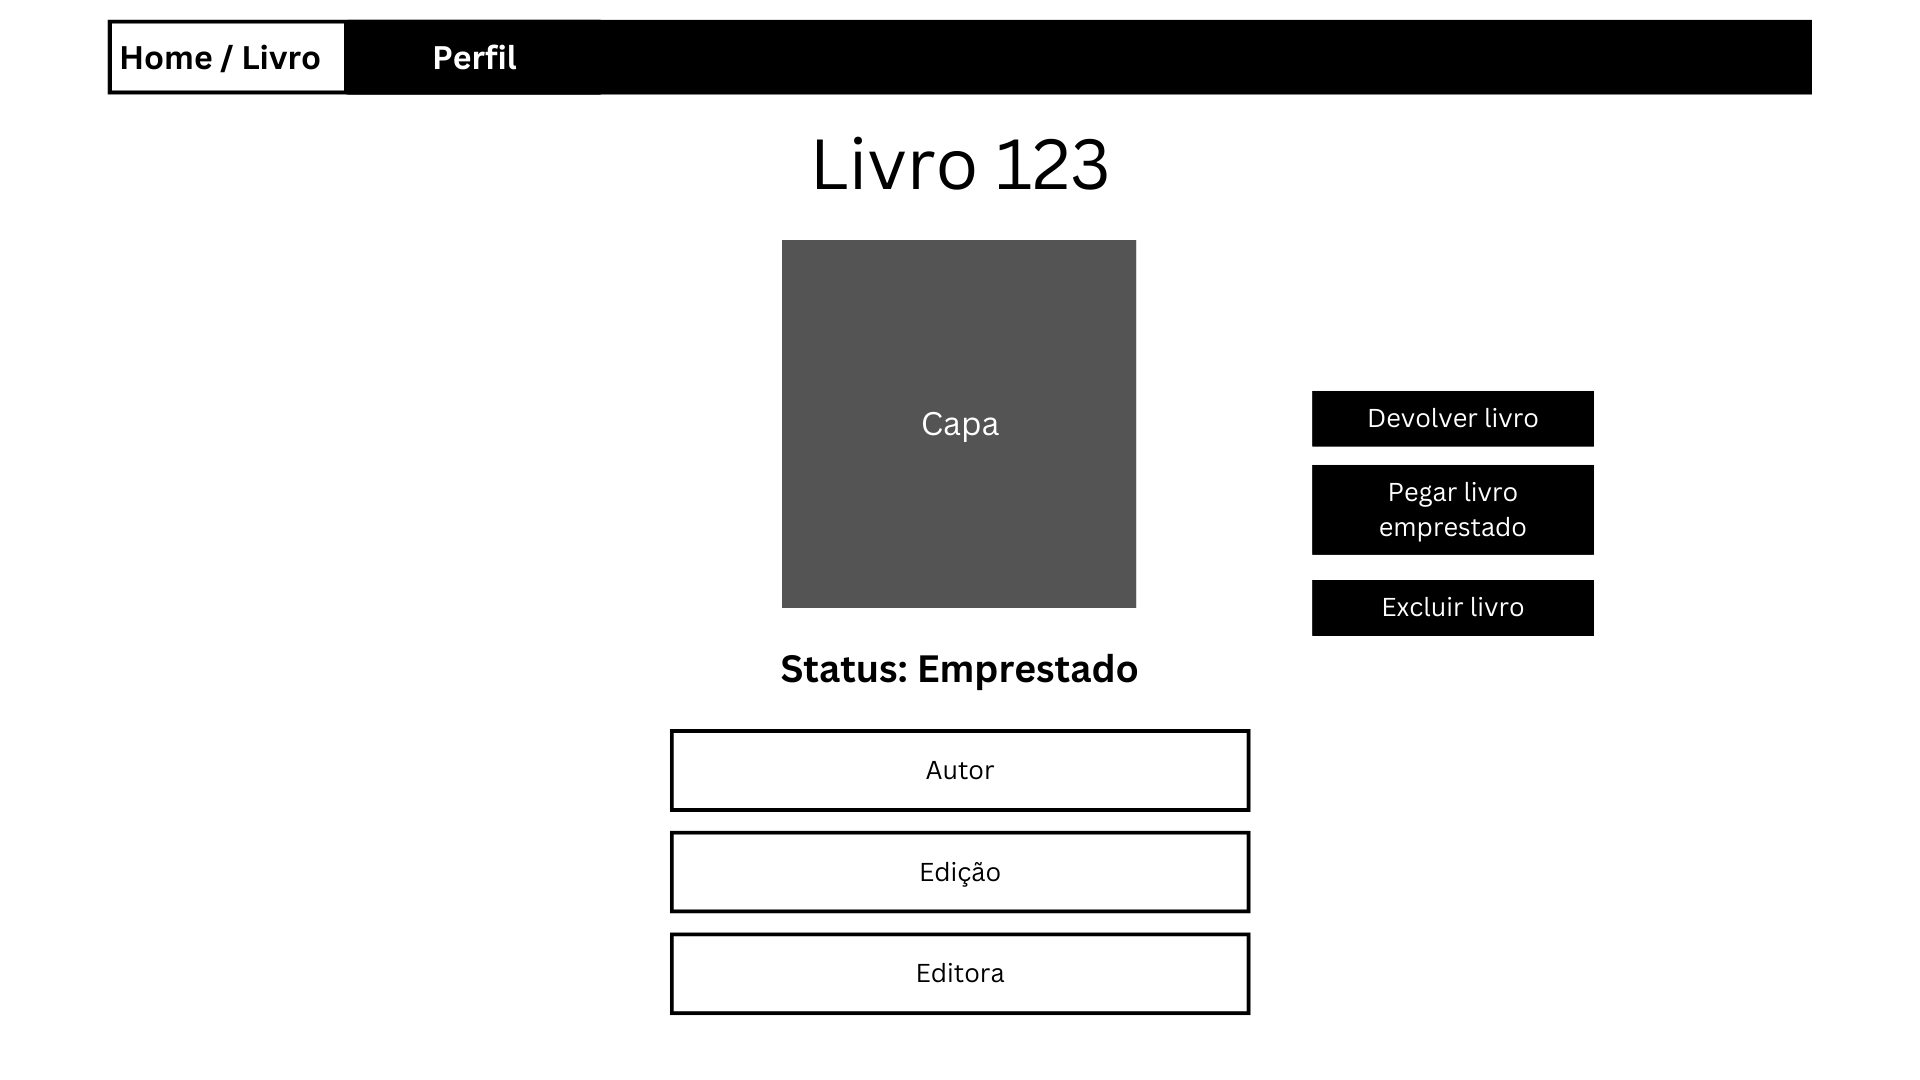 Home / Livro
Perfil
Livro 123
Capa
Devolver livro
Pegar livro
emprestado
Excluir livro
Status: Emprestado
Autor
Edição
Editora